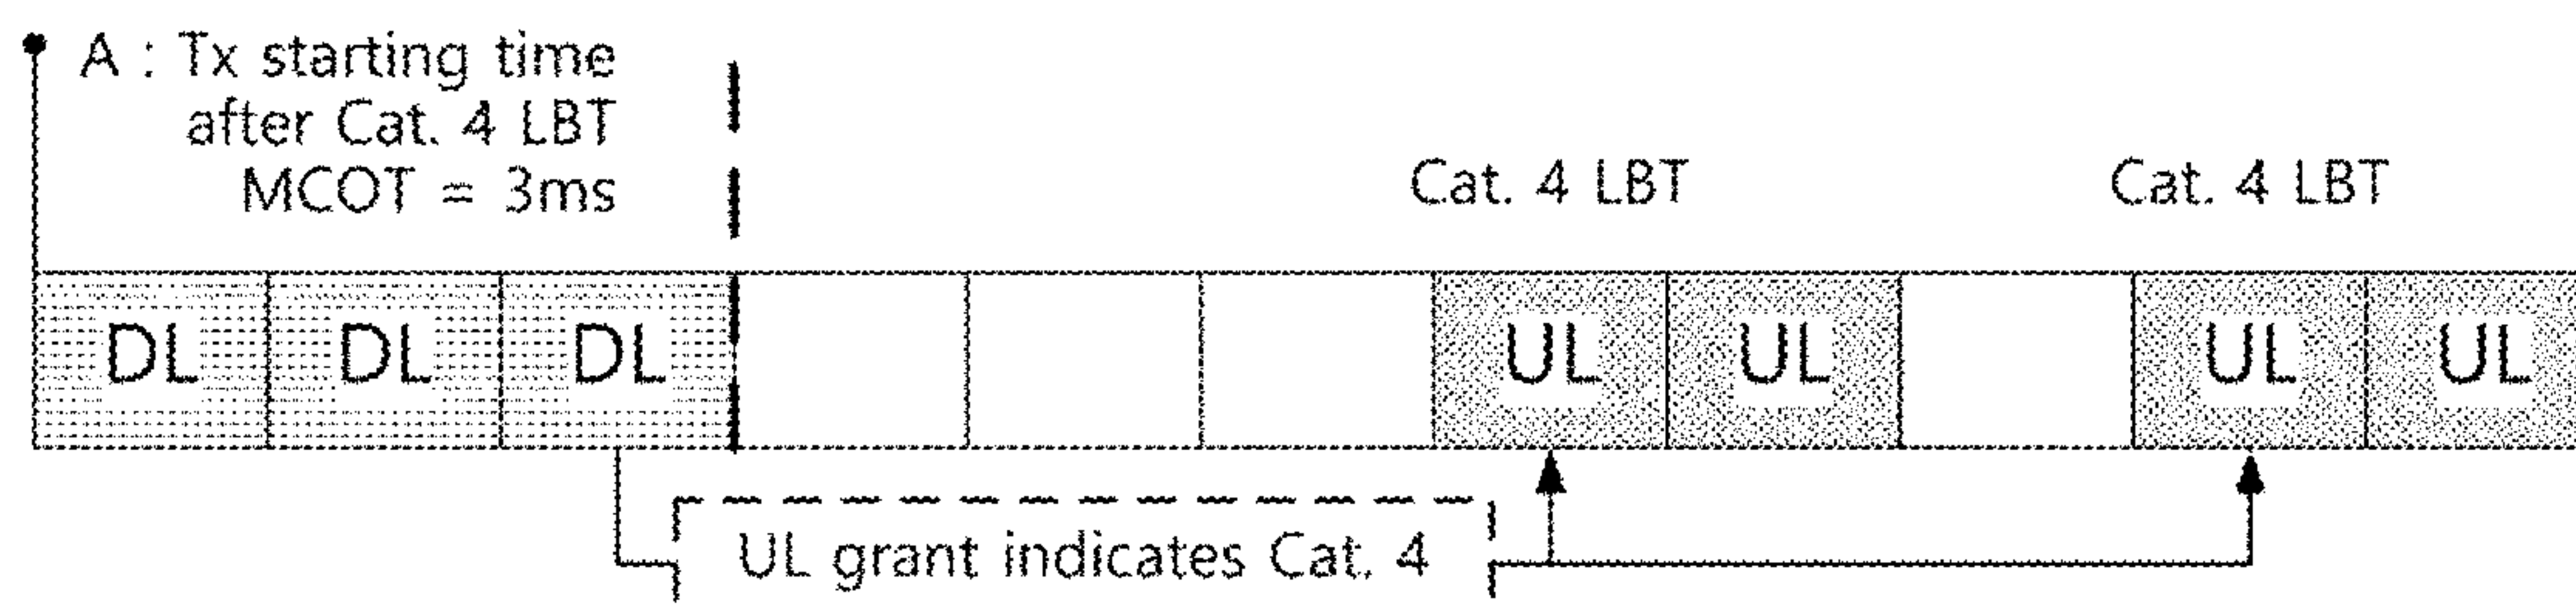 A : Tx starting time
after Cat. 4 LBT
MCOT = 3ms
Cat. 4 LBT
Cat. 4 LBT
DL
DL
DL
UL
UL
UL
UL
UL grant indicates Cat. 4